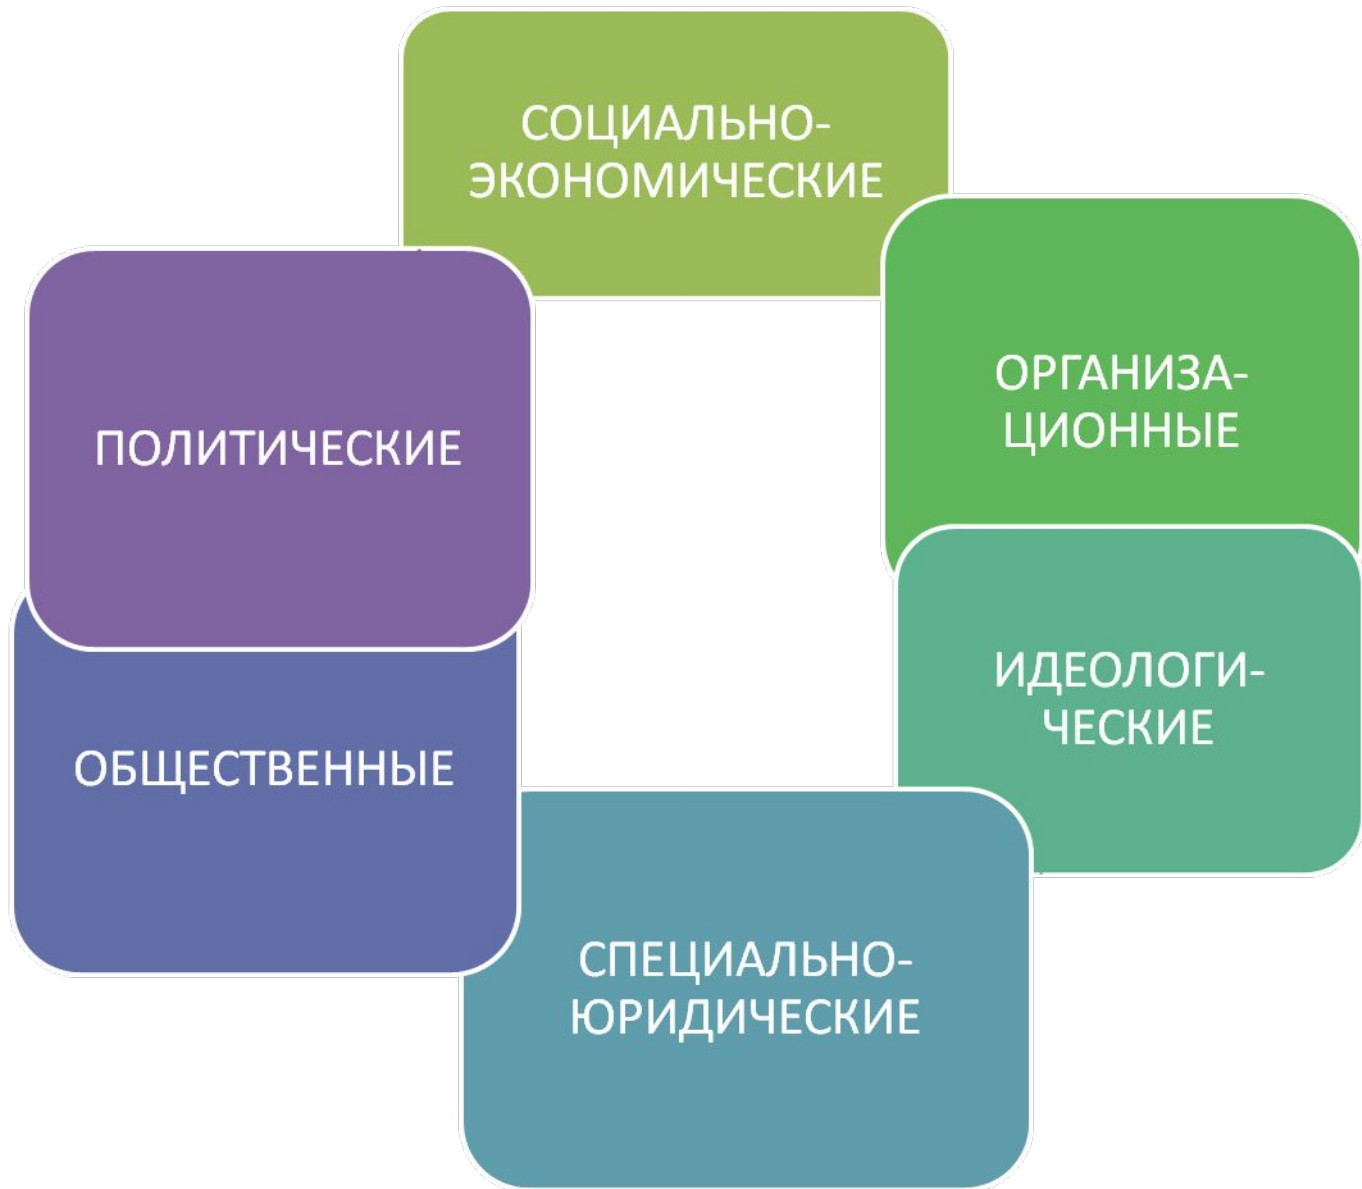 СОЦИАЛЬНО-
ЭКОНОМИЧЕСКИЕ
ОРГАНИЗА-
ЦИОННЫЕ
ИДЕОЛОГИ-
ЧЕСКИЕ
СПЕЦИАЛЬНО-
ЮРИДИЧЕСКИЕ
ОБЩЕСТВЕННЫЕ
ПОЛИТИЧЕСКИЕ